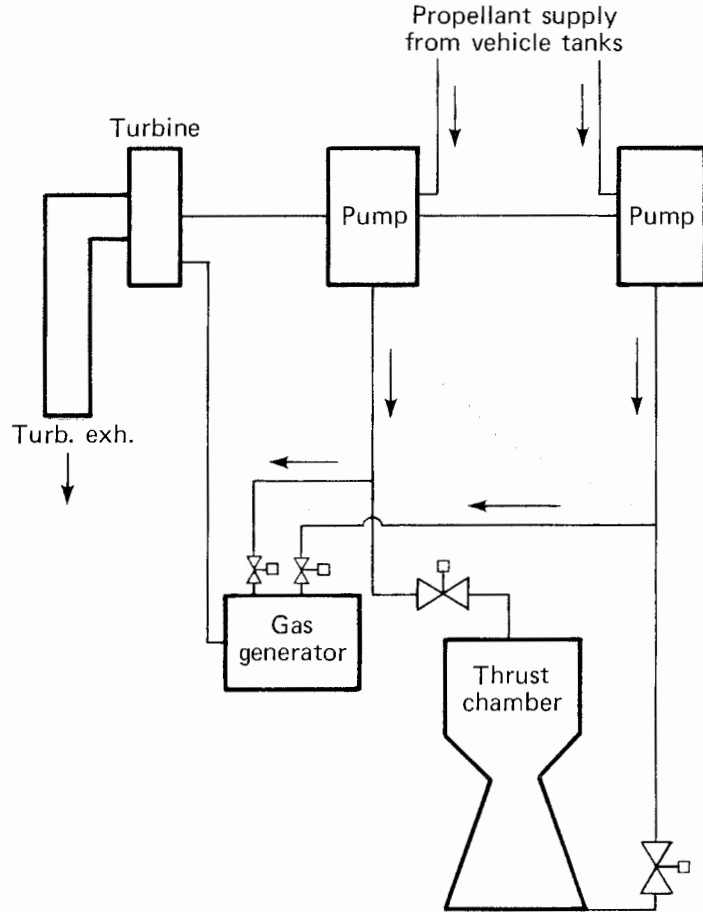 Propellant supply
from vehicle tanks
Turbine
Pump
Pump
Turb. exh.
Gas
generator
Thrust
chamber